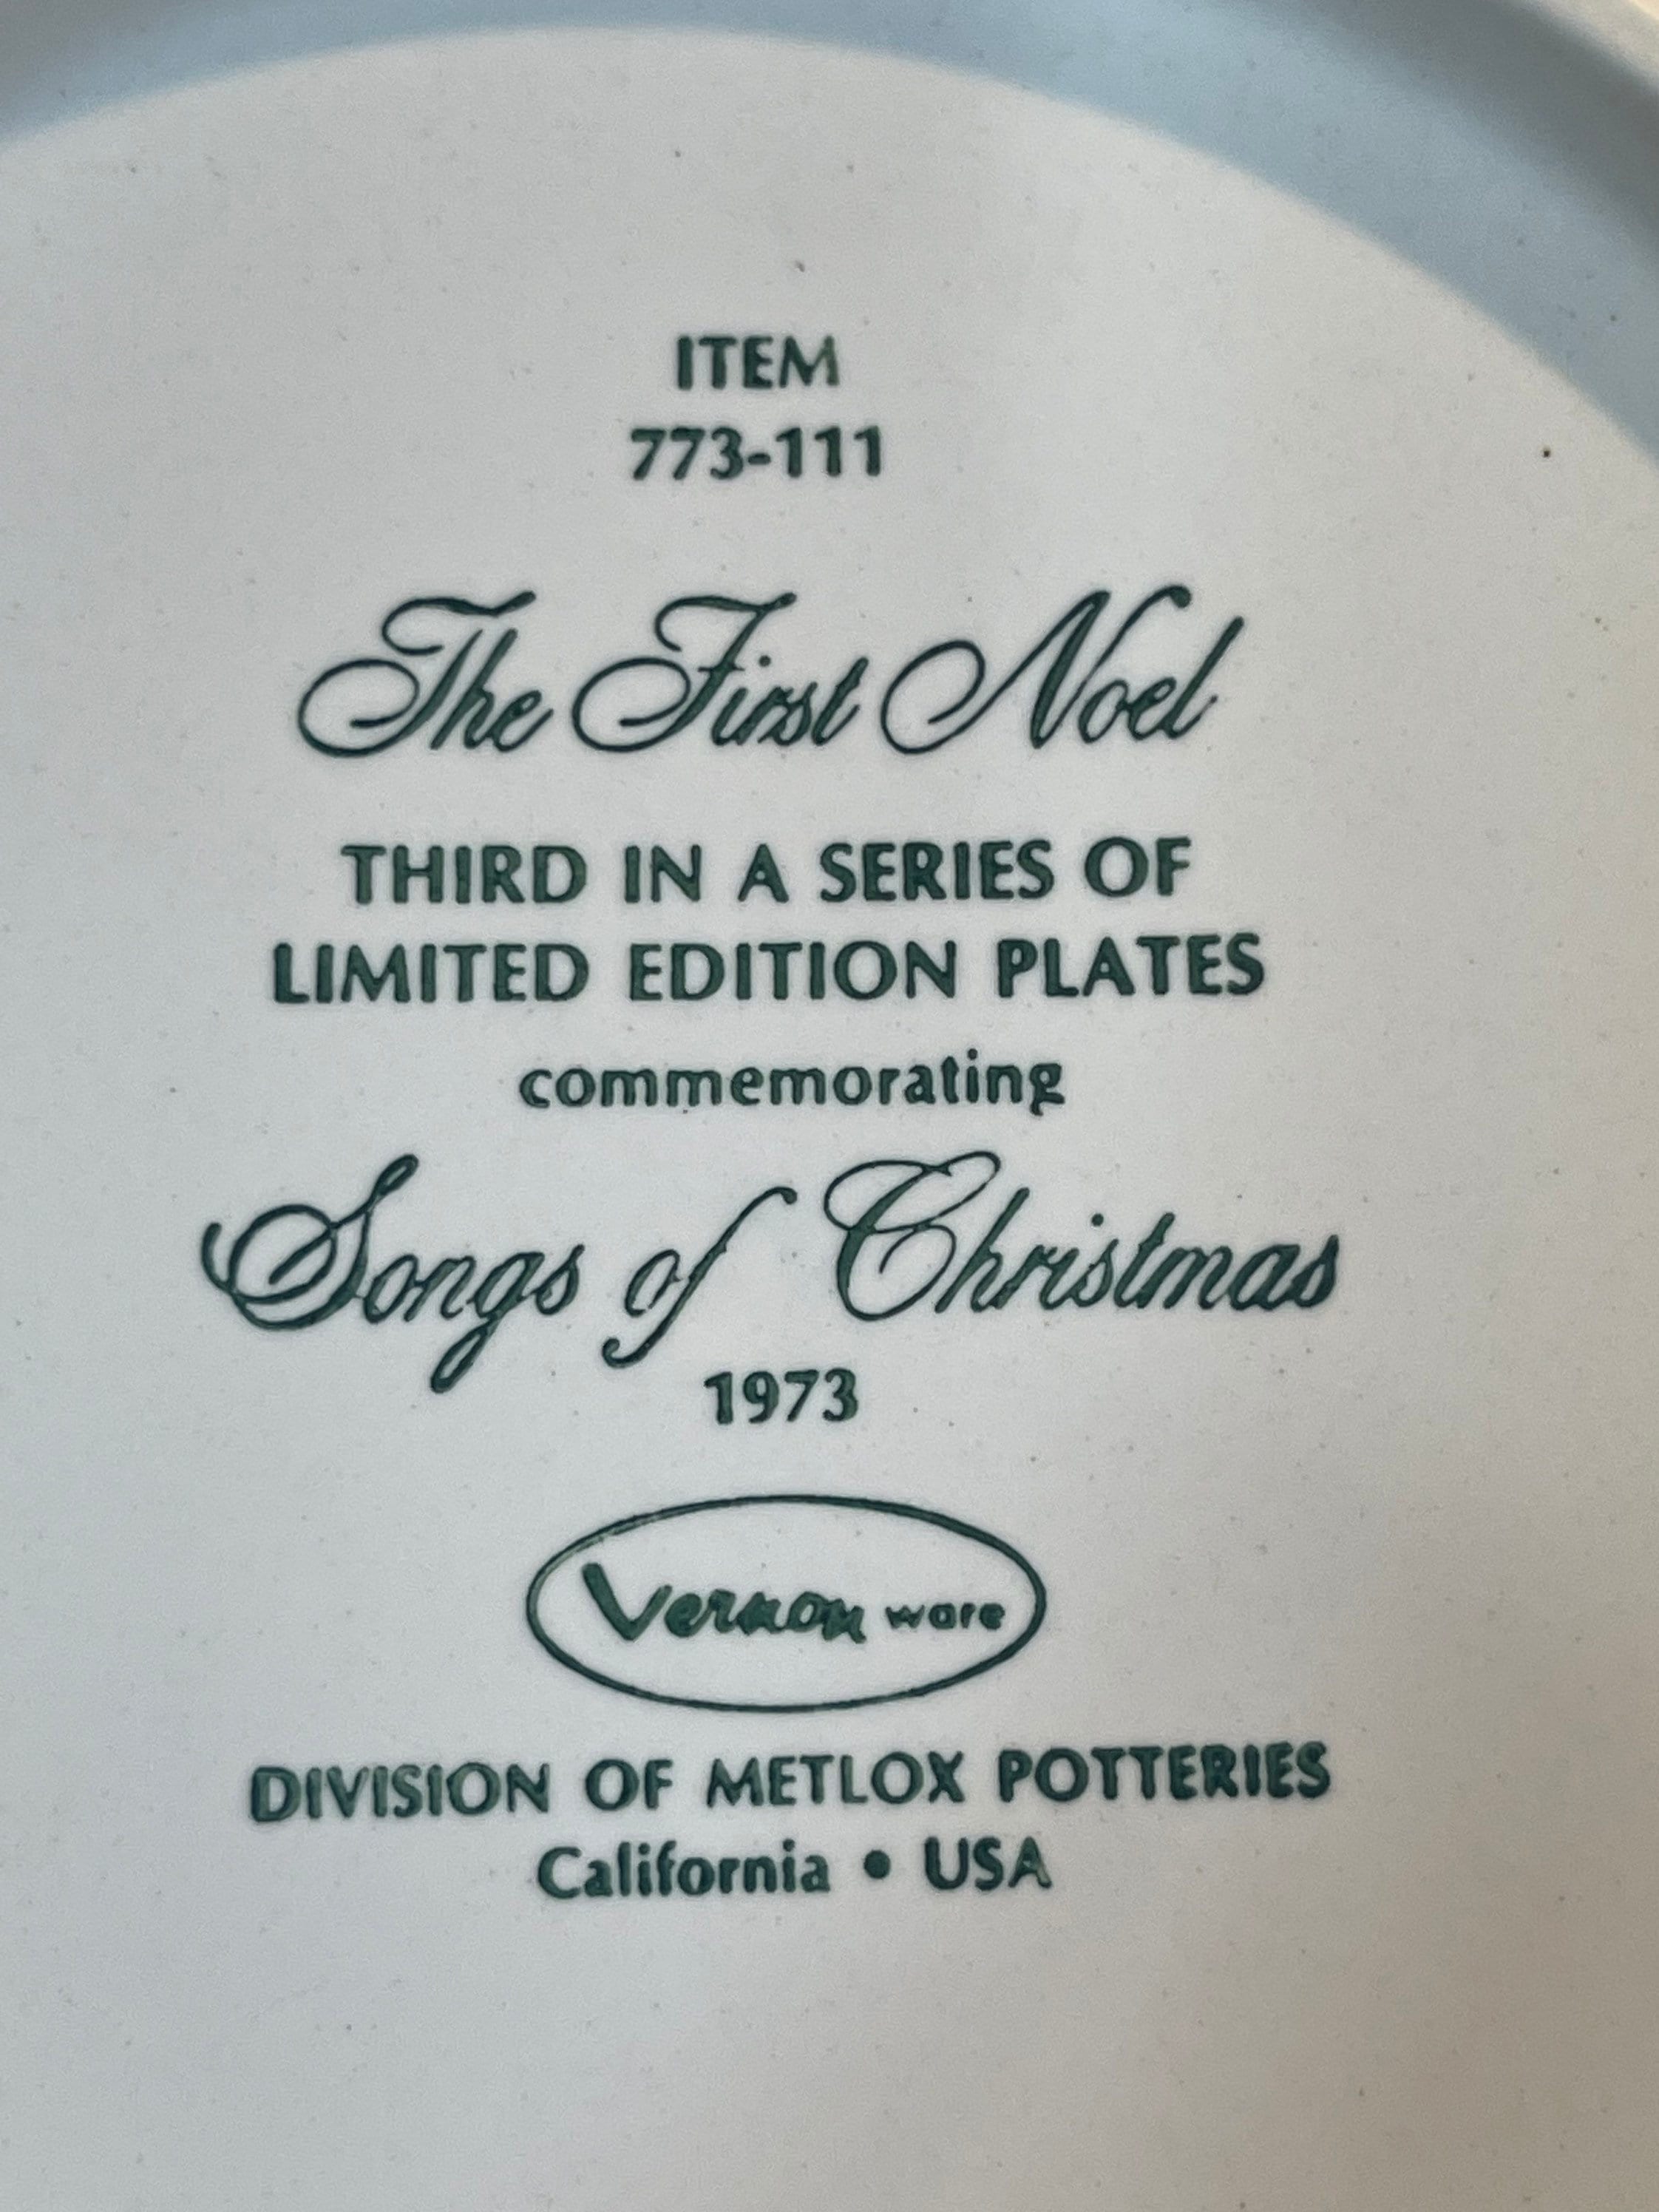 ITEM
773-111
The First Noel
THIRD IN A SERIES OF
LIMITED EDITION PLATES
commemorating
Songs of Christmas
1973
Vernon ware
DIVISION OF METLOX POTTERIES
California • USA